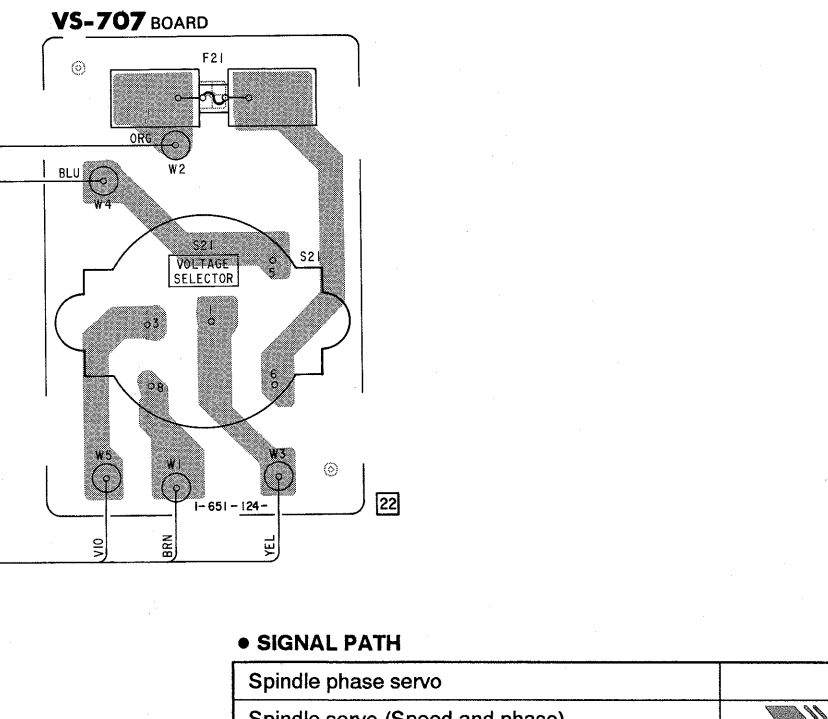 VS-707 BOARD
F21
ORG
W2
BLU
W4
S21
VOLTAGE
SELECTOR
S21
5
3
1
6
8
W5
W1
W3
1-651-124-
22
VIO
BRN
YEL
● SIGNAL PATH
Spindle phase servo
Spindle servo (Speed and phase)